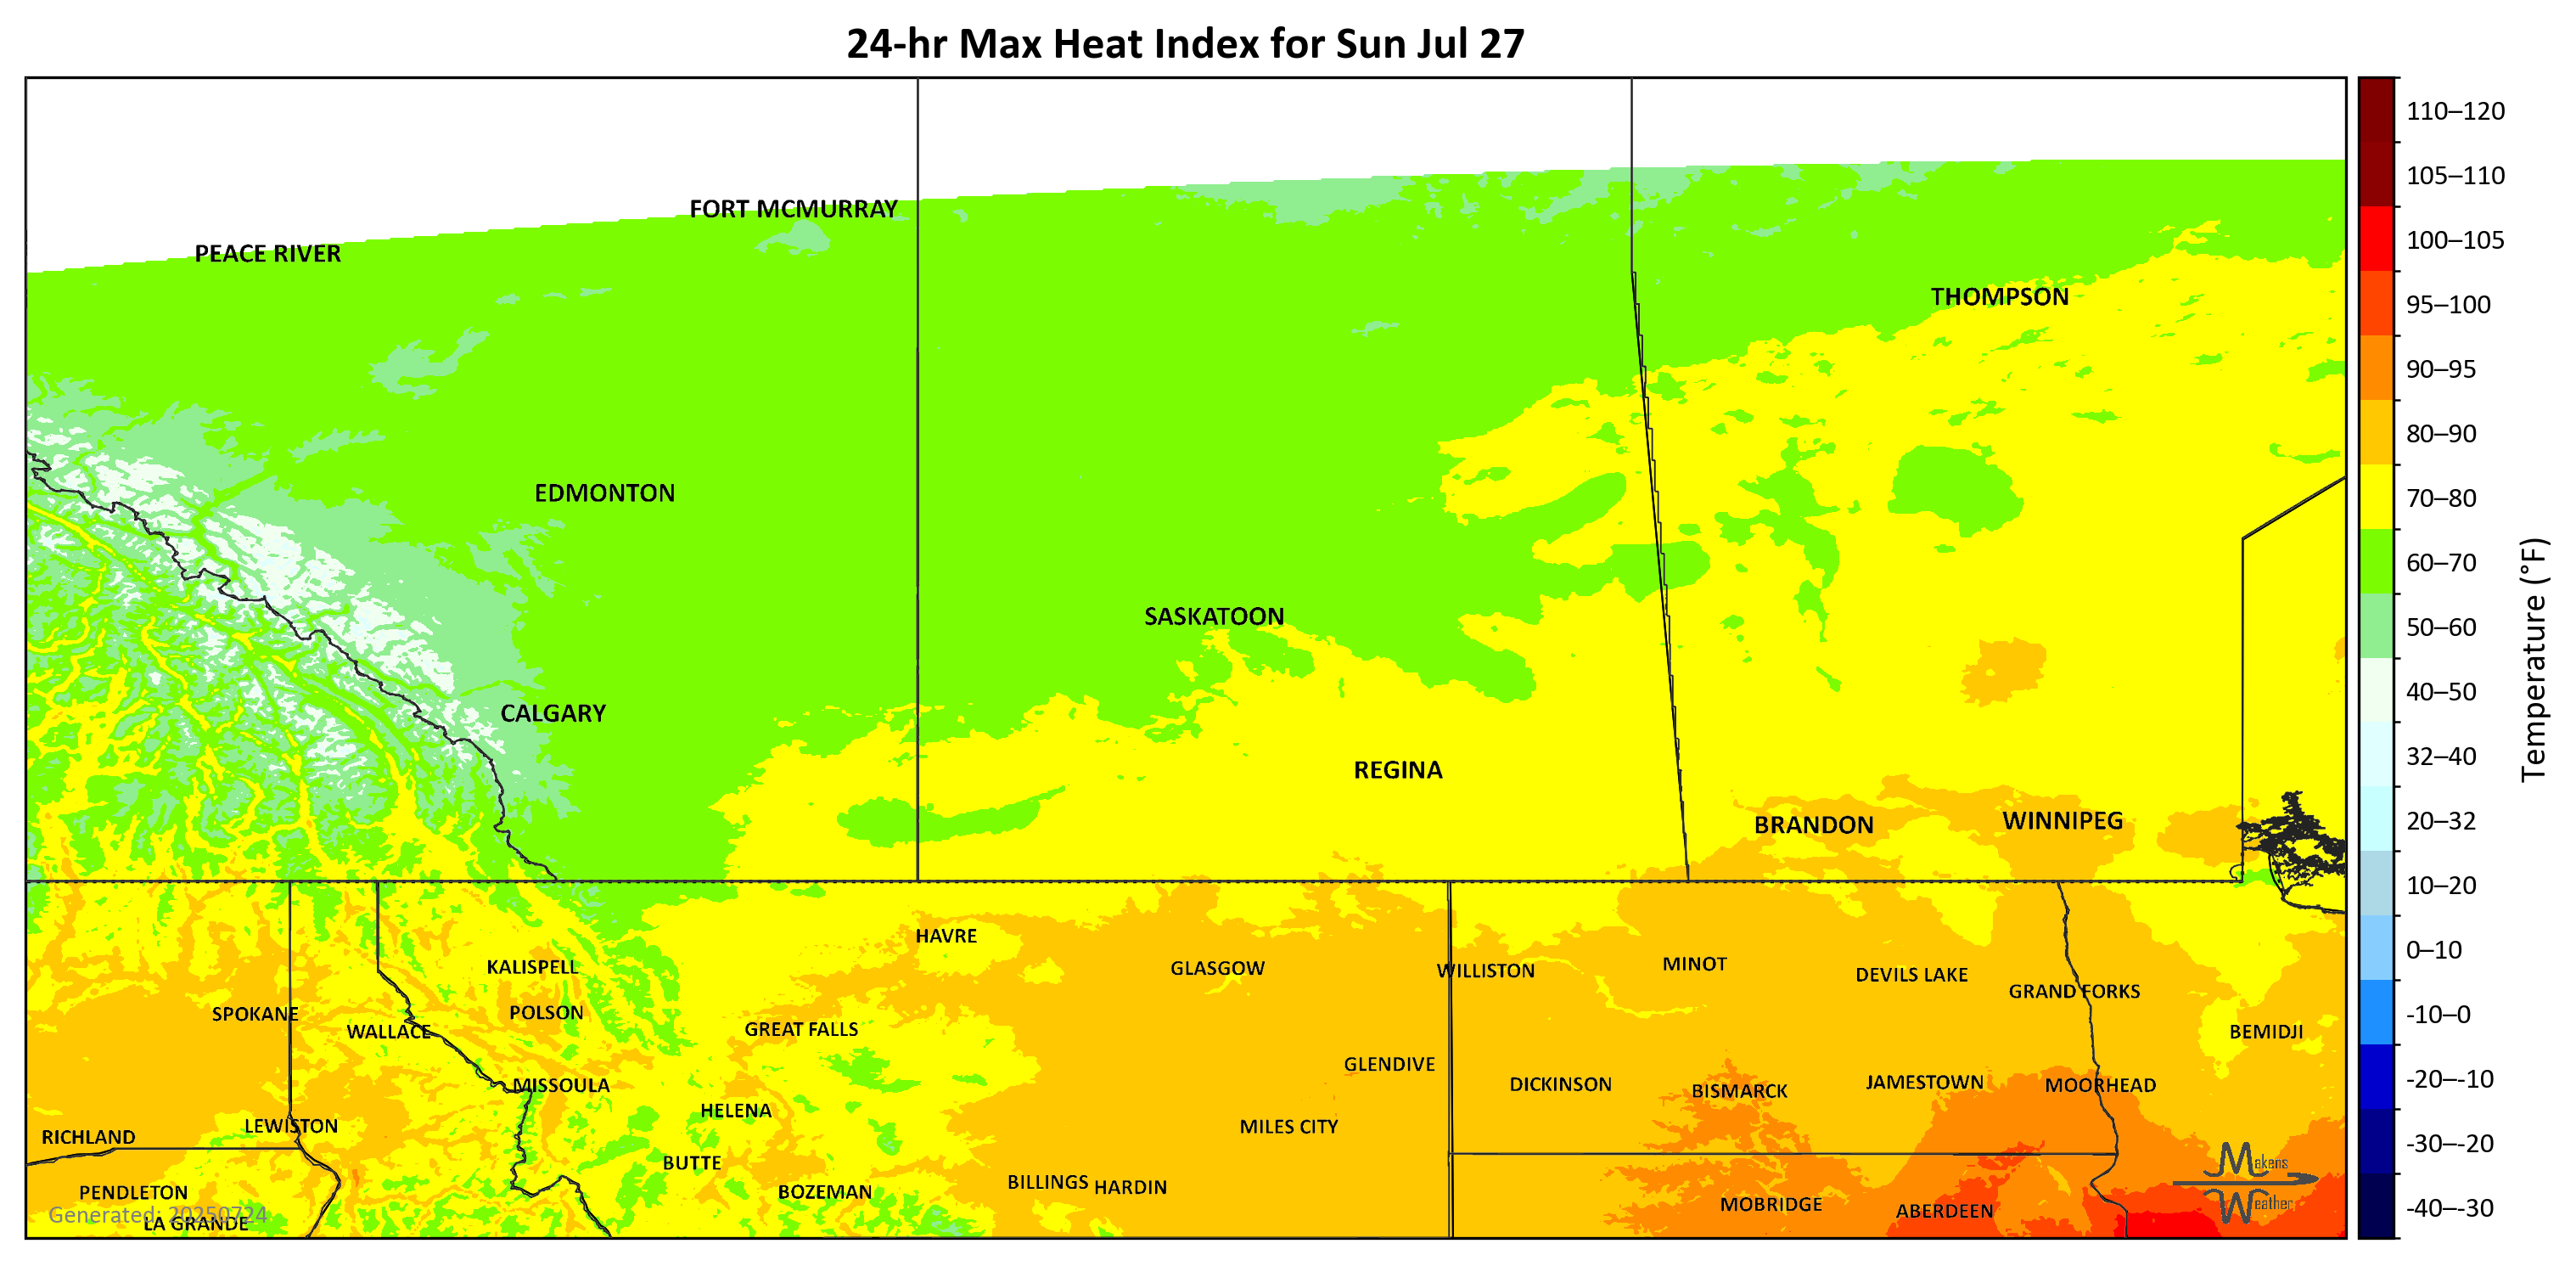 24-hr Max Heat Index for Sun Jul 27
FORT MCMURRAY
PEACE RIVER
THOMPSON
EDMONTON
SASKATOON
CALGARY
REGINA
BRANDON
WINNIPEG
HAVRE
KALISPELL
GLASGOW
WILLISTON
MINOT
DEVILS LAKE
GRAND FORKS
SPOKANE
POLSON
WALLACE
GREAT FALLS
BEMIDJI
GLENDIVE
MISSOULA
DICKINSON
BISMARCK
JAMESTOWN
MOORHEAD
HELENA
LEWISTON
MILES CITY
RICHLAND
BUTTE
PENDLETON
BOZEMAN
BILLINGS
HARDIN
MOBRIDGE
ABERDEEN
Generated: 20250724
LA GRANDE
Makens
Weather
110–120
105–110
100–105
95–100
90–95
80–90
70–80
60–70
50–60
40–50
32–40
20–32
10–20
0–10
-10–0
-20–-10
-30–-20
-40–-30
Temperature (°F)